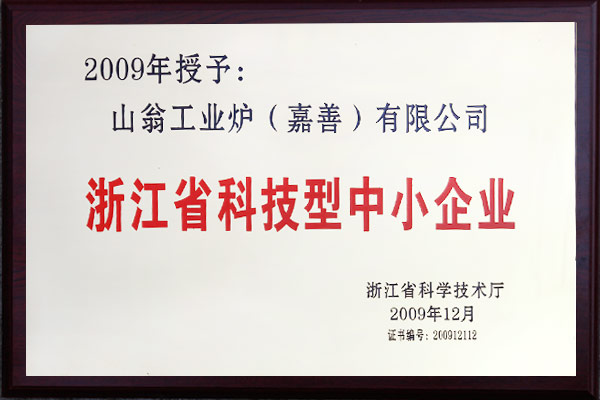 2009年授予：
山翁工业炉（嘉善）有限公司
浙江省科技型中小企业
浙江省科学技术厅
2009年12月
证书编号：200912112